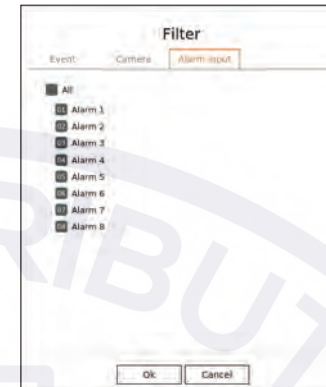 Filter
Event Camera Alarm input
All
01 Alarm 1
02 Alarm 2
03 Alarm 3
04 Alarm 4
05 Alarm 5
06 Alarm 6
07 Alarm 7
08 Alarm 8
Ok Cancel